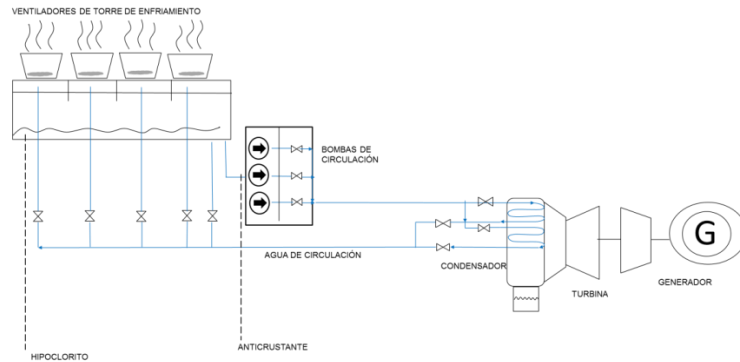 VENTILADORES DE TORRE DE ENFRIAMIENTO
BOMBAS DE
CIRCULACIÓN
AGUA DE CIRCULACIÓN
CONDENSADOR
TURBINA
G
GENERADOR
HIPOCLORITO
ANTICRUSTANTE